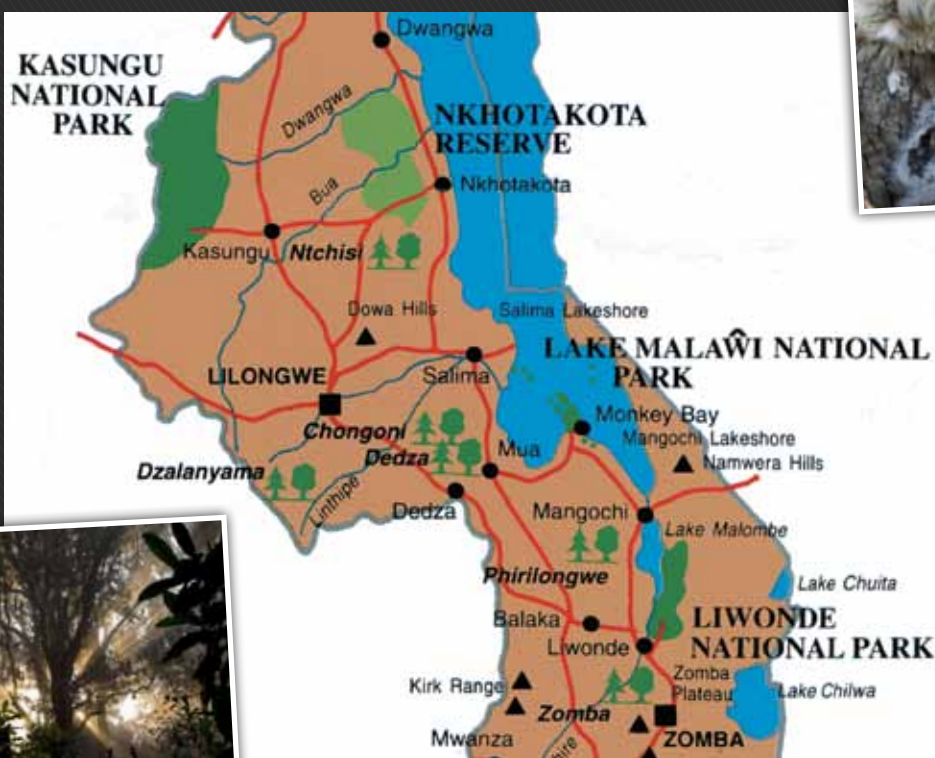 Dwangwa
KASUNGU
NATIONAL
PARK
Dwangwa
NKHOTAKOTA
RESERVE
Bua
Nkhotakota
Kasungu
Ntchisi
Dowa Hills
Salima Lakeshore
LAKE MALAŴI NATIONAL
PARK
LILONGWE
Salima
Monkey Bay
Chongoni
Mangochi Lakeshore
Mua
Dedza
Namwera Hills
Dzalanyama
Linthipe
Dedza
Mangochi
Lake Malombe
Phirilongwe
Lake Chuita
Balaka
LIWONDE
NATIONAL PARK
Liwonde
Zomba
Plateau
Kirk Range
Lake Chilwa
Zomba
Mwanza
ZOMBA
hire